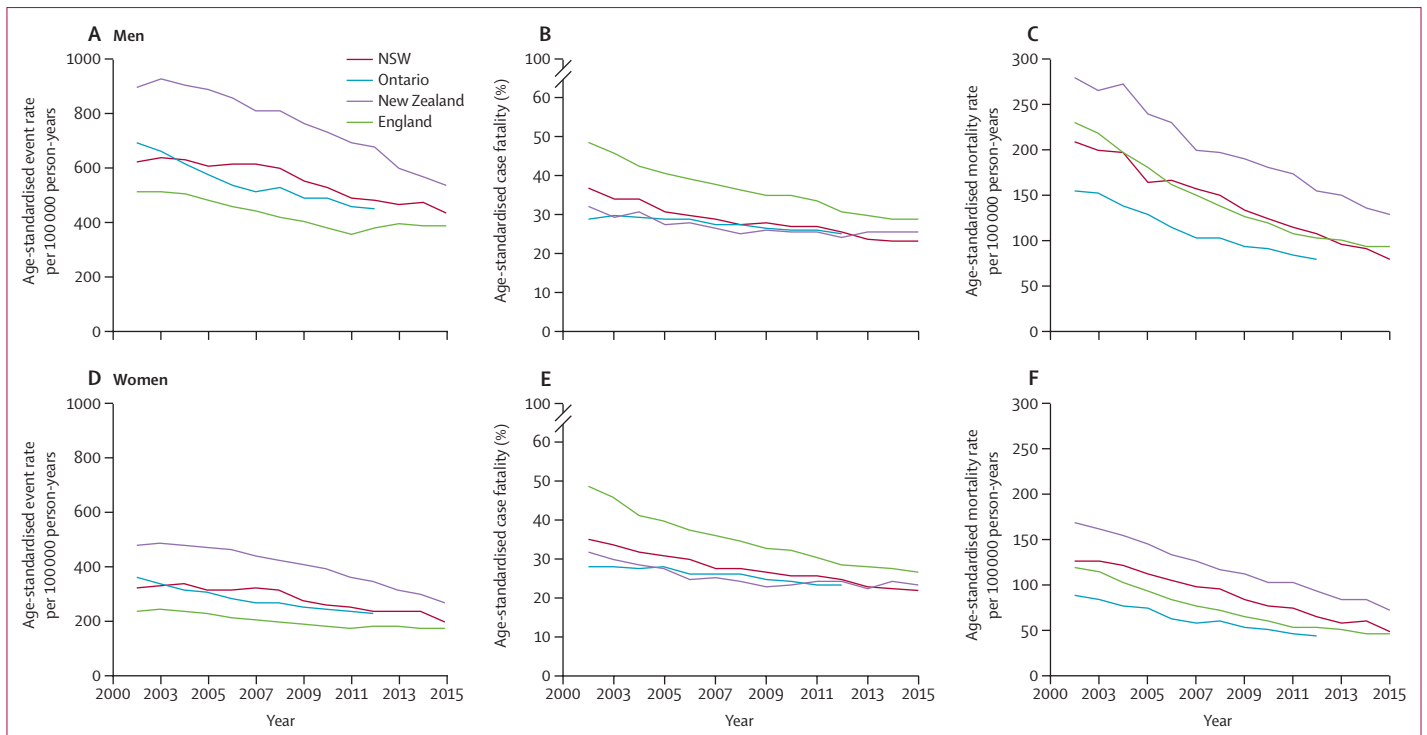 A Men
NSW
Ontario
New Zealand
England
Age-standardised event rate
per 100 000 person-years
1000
800
600
400
200
0
B
Age-standardised case fatality (%)
100
60
50
40
30
20
10
0
C
Age-standardised mortality rate
per 100 000 person-years
300
250
200
150
100
50
0
D Women
Age-standardised event rate
per 100 000 person-years
1000
800
600
400
200
0
2000 2003 2005 2007 2009 2011 2013 2015
Year
E
Age-standardised case fatality (%)
100
60
50
40
30
20
10
0
2000 2003 2005 2007 2009 2011 2013 2015
Year
F
Age-standardised mortality rate
per 100 000 person-years
300
250
200
150
100
50
0
2000 2003 2005 2007 2009 2011 2013 2015
Year